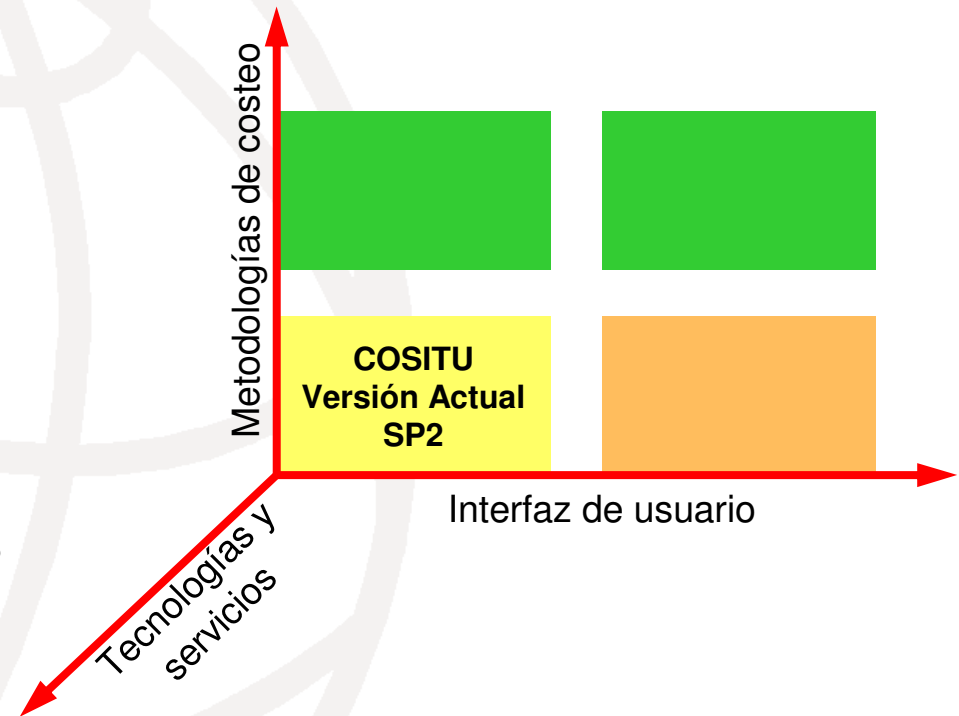 Metodologías de costeo
COSITU
Versión Actual
SP2
Interfaz de usuario
Tecnologías y
servicios